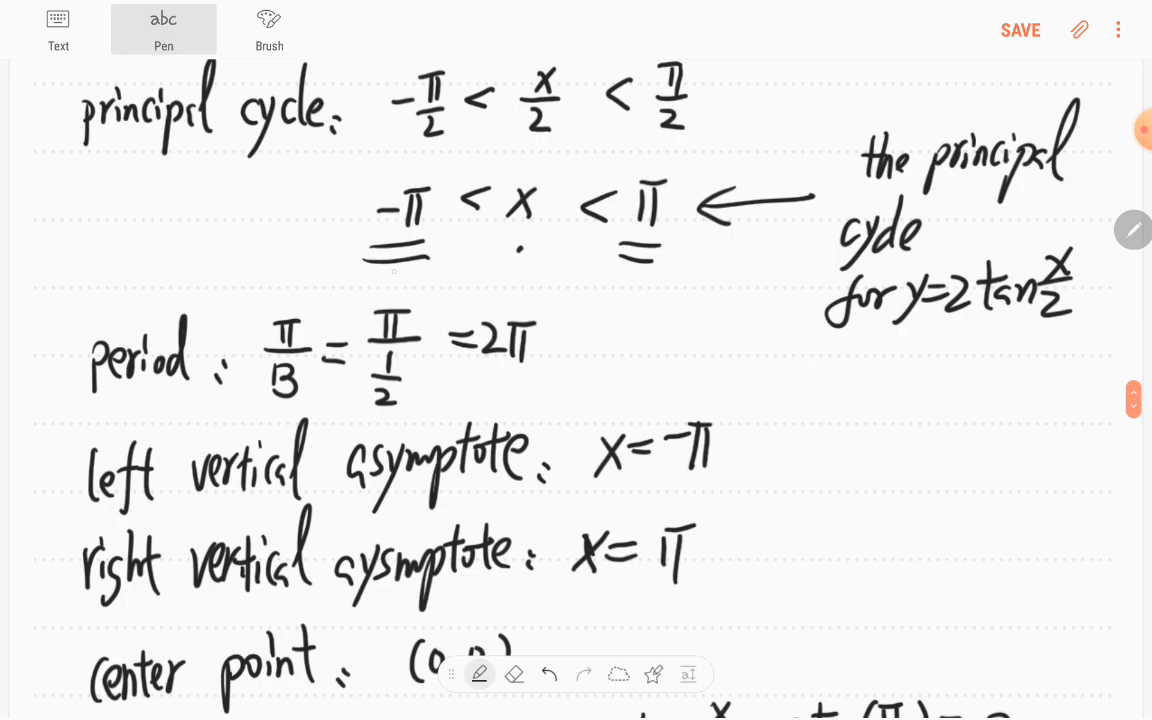 Text
abc
Pen
Brush
SAVE
principal cycle: -π/2 < x/2 < π/2
-π < x < π ←
the principal
cycle
for y=2 tan x/2
period: π/B = π/(1/2) = 2π
left vertical asymptote: x=-π
right vertical aysmptote: x= π
center point: